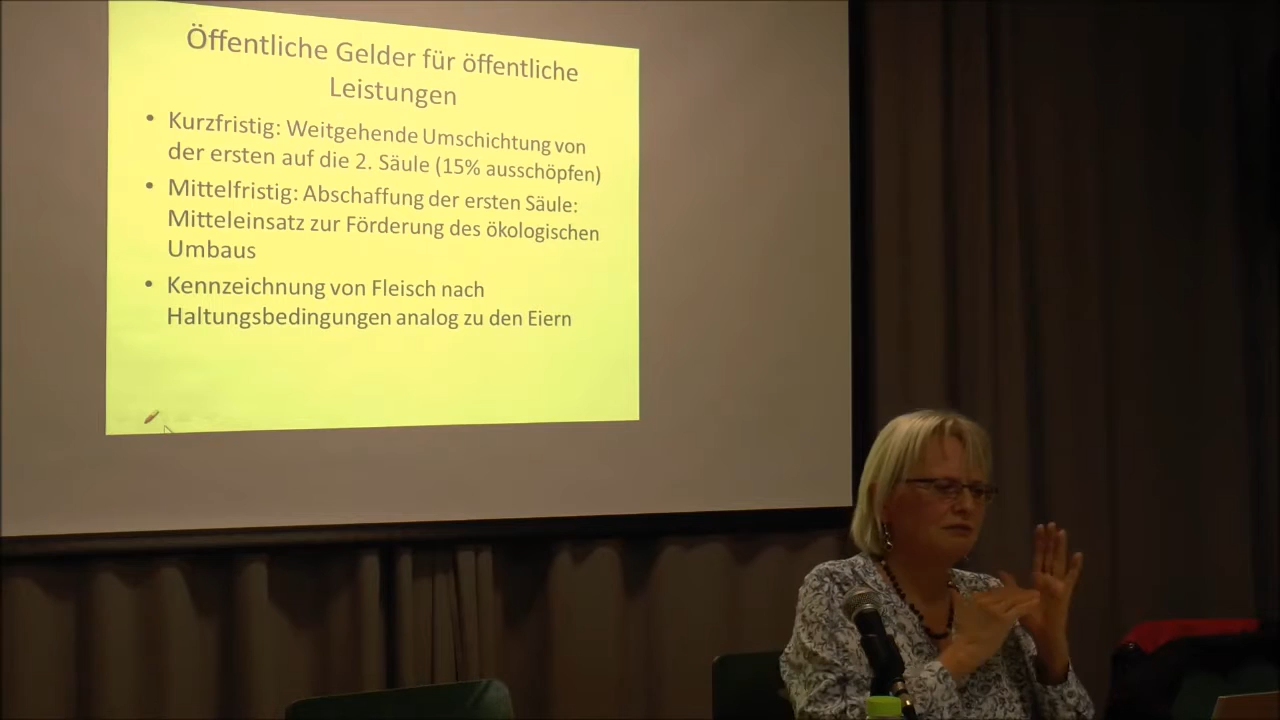 Öffentliche Gelder für öffentliche
Leistungen
• Kurzfristig: Weitgehende Umschichtung von
der ersten auf die 2. Säule (15% ausschöpfen)
• Mittelfristig: Abschaffung der ersten Säule:
Mitteleinsatz zur Förderung des ökologischen
Umbaus
• Kennzeichnung von Fleisch nach
Haltungsbedingungen analog zu den Eiern